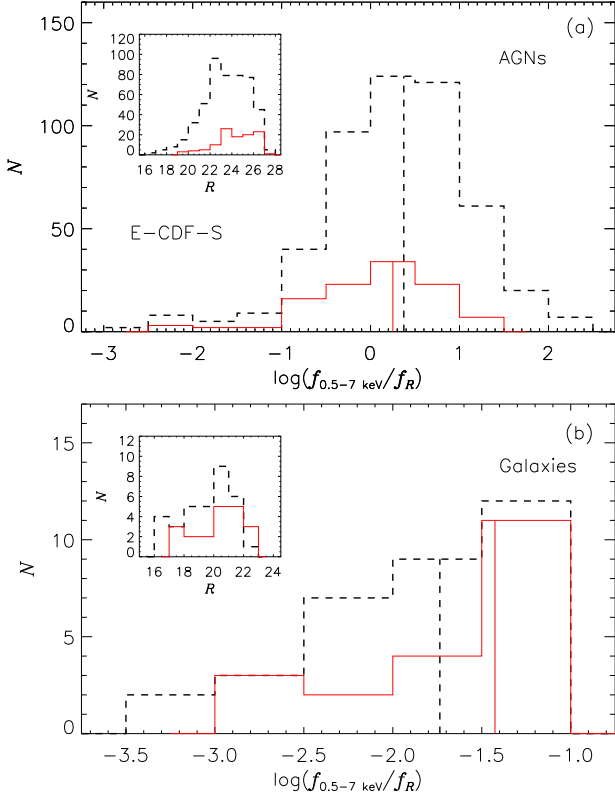 (a)
AGNs
E-CDF-S
N
0
50
100
150
-3 -2 -1 0 1 2
log(f0.5-7 keV/fR)
N
0
20
40
60
80
100
120
16 18 20 22 24 26 28
R
(b)
Galaxies
N
0
5
10
15
-3.5 -3.0 -2.5 -2.0 -1.5 -1.0
log(f0.5-7 keV/fR)
N
0
2
4
6
8
10
12
16 18 20 22 24
R